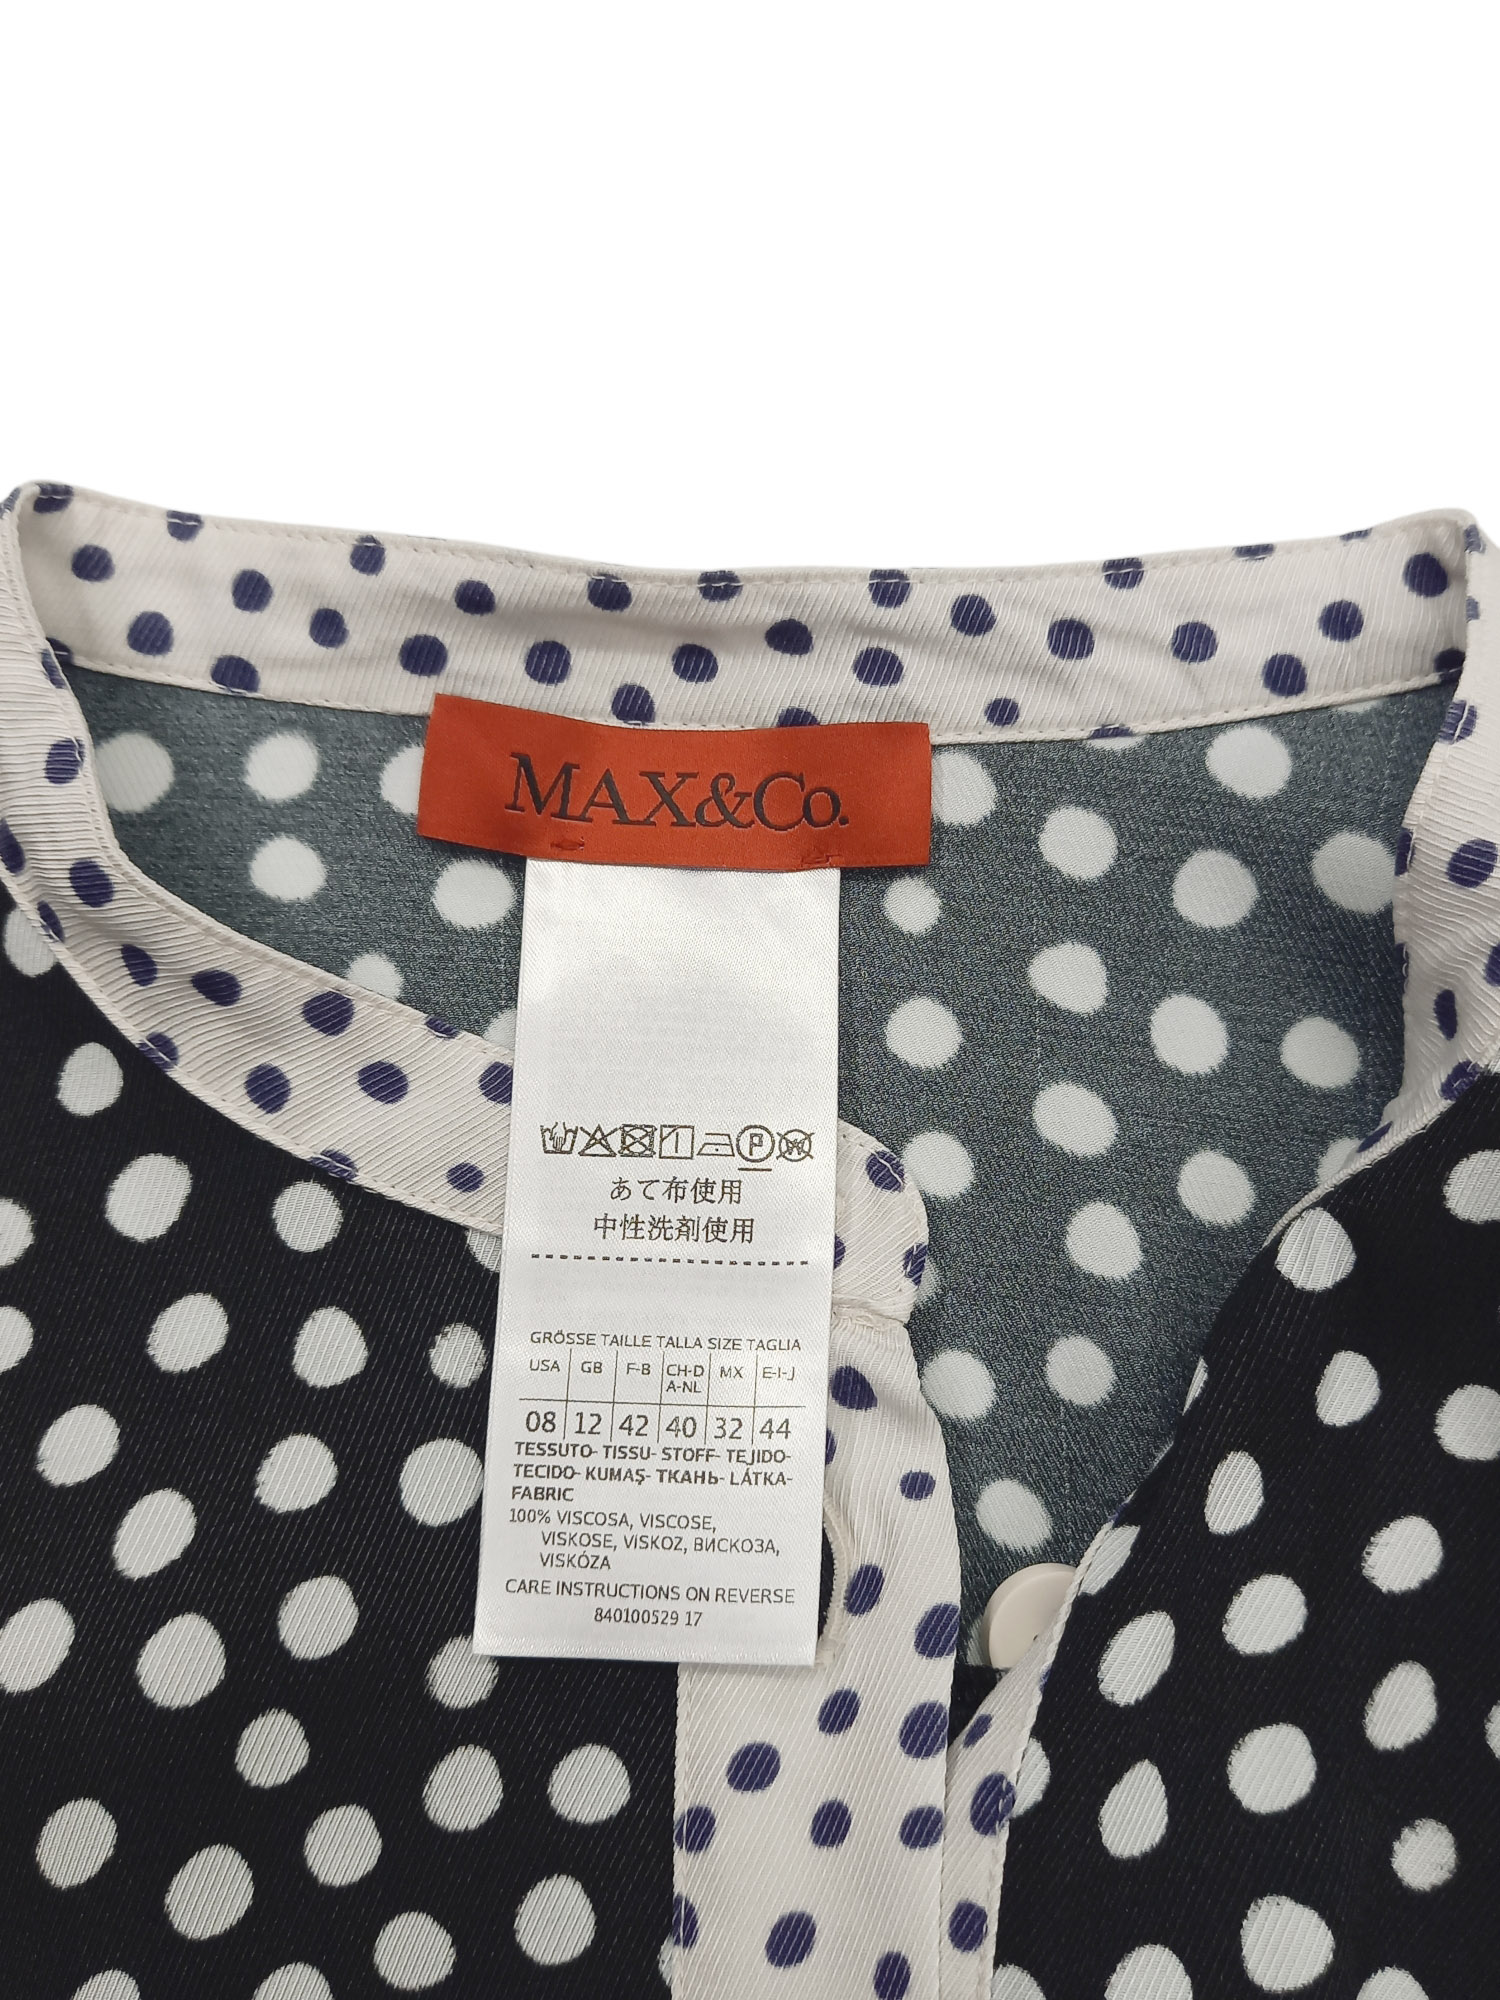 MAX&Co.
P
あて布使用
中性洗剤使用
GRÖSSE TAILLE TALLA SIZE TAGLIA
USA GB F-B CH-D A-NL MX E-I-J
08 12 42 40 32 44
TESSUTO- TISSU- STOFF- TEJIDO-
TECIDO- KUMAŞ- ТКАНЬ- LÁTKA-
FABRIC
100% VISCOSA, VISCOSE,
VISKOSE, VISKOZ, ВИСКОЗА,
VISKÓZA
CARE INSTRUCTIONS ON REVERSE
840100529 17